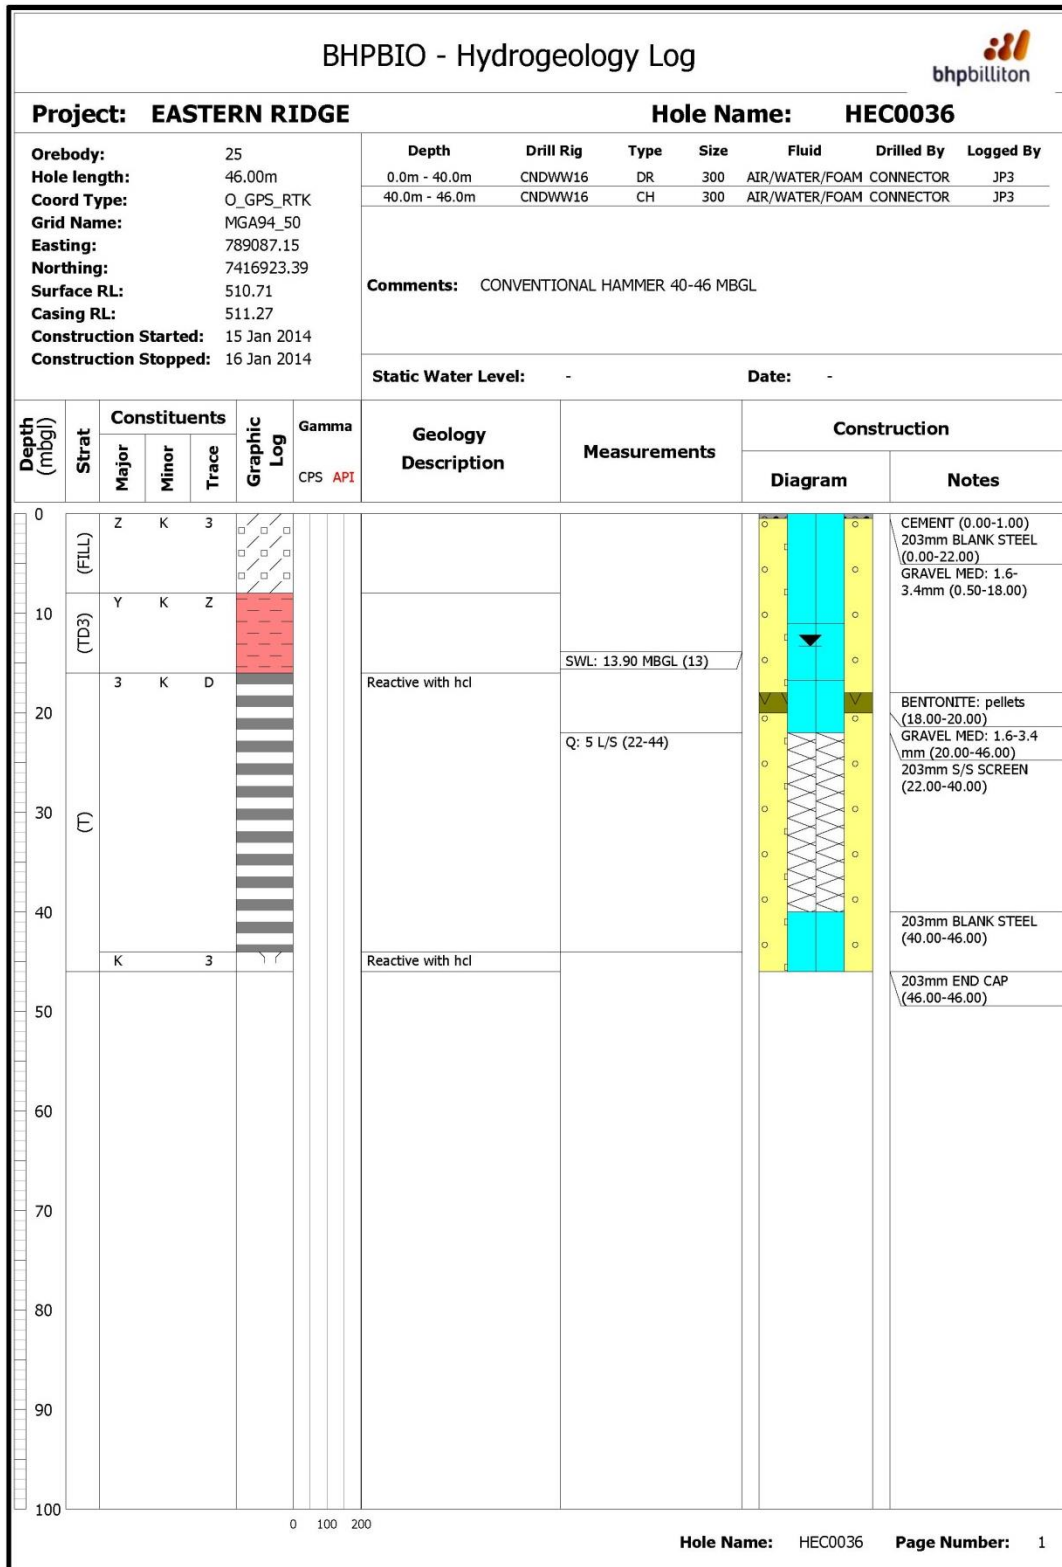 BHPBIO - Hydrogeology Log
bhpbilliton
Project: EASTERN RIDGE
Hole Name: HEC0036
Orebody: 25
Hole length: 46.00m
Coord Type: O_GPS_RTK
Grid Name: MGA94_50
Easting: 789087.15
Northing: 7416923.39
Surface RL: 510.71
Casing RL: 511.27
Construction Started: 15 Jan 2014
Construction Stopped: 16 Jan 2014
Depth Drill Rig Type Size Fluid Drilled By Logged By
0.0m - 40.0m CNDWW16 DR 300 AIR/WATER/FOAM CONNECTOR JP3
40.0m - 46.0m CNDWW16 CH 300 AIR/WATER/FOAM CONNECTOR JP3
Comments: CONVENTIONAL HAMMER 40-46 MBGL
Static Water Level: - Date: -
Depth
(mbgl)
Strat
Constituents
Major
Minor
Trace
Graphic
Log
Gamma
CPS API
Geology
Description
Measurements
Construction
Diagram
Notes
0
10
20
30
40
50
60
70
80
90
100
(FILL)
(TD3)
(T)
Z K 3
Y K Z
3 K D
K 3
Reactive with hcl
Reactive with hcl
SWL: 13.90 MBGL (13)
Q: 5 L/S (22-44)
CEMENT (0.00-1.00)
203mm BLANK STEEL
(0.00-22.00)
GRAVEL MED: 1.6-
3.4mm (0.50-18.00)
BENTONITE: pellets
(18.00-20.00)
GRAVEL MED: 1.6-3.4
mm (20.00-46.00)
203mm S/S SCREEN
(22.00-40.00)
203mm BLANK STEEL
(40.00-46.00)
203mm END CAP
(46.00-46.00)
0 100 200
Hole Name: HEC0036 Page Number: 1